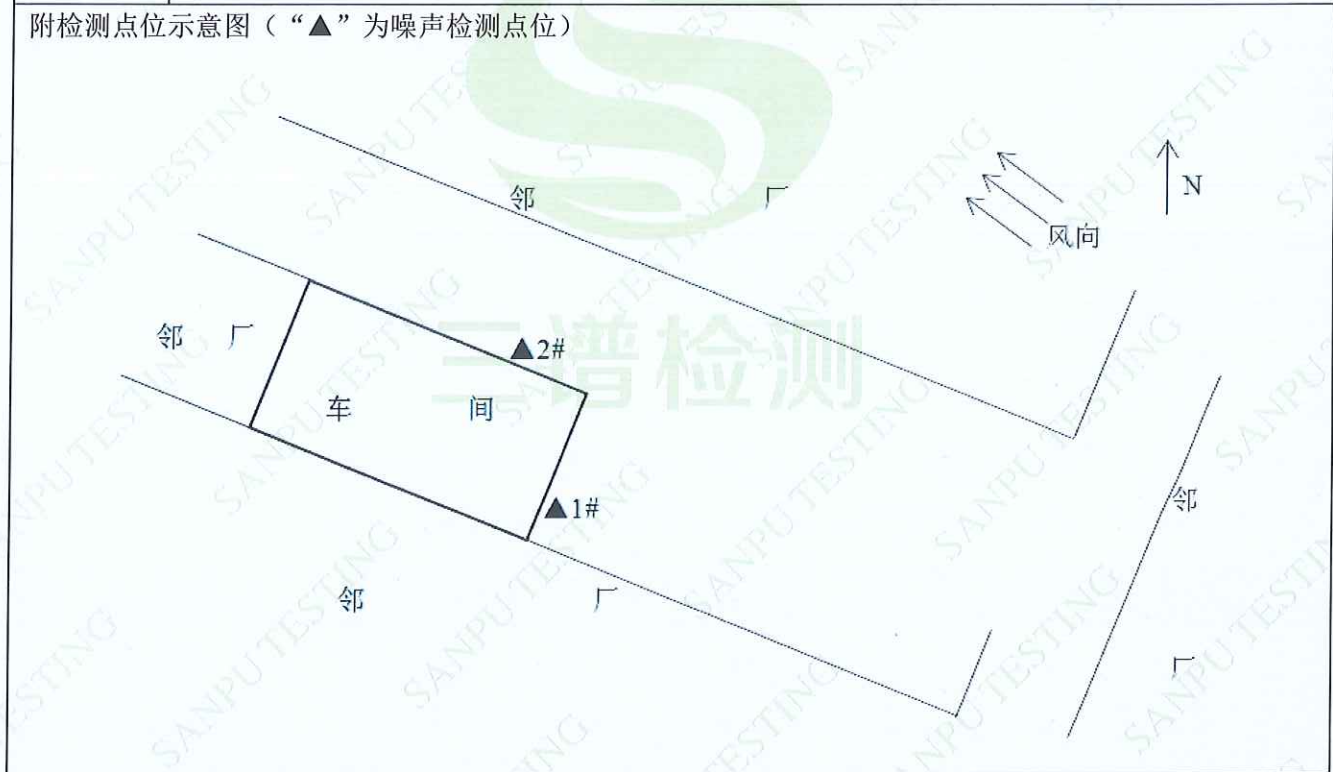 附检测点位示意图（“▲”为噪声检测点位）
邻 厂
N
风向
邻 厂
▲2#
车 间
▲1#
邻
厂
邻 厂
三谱检测
SANPU TESTING